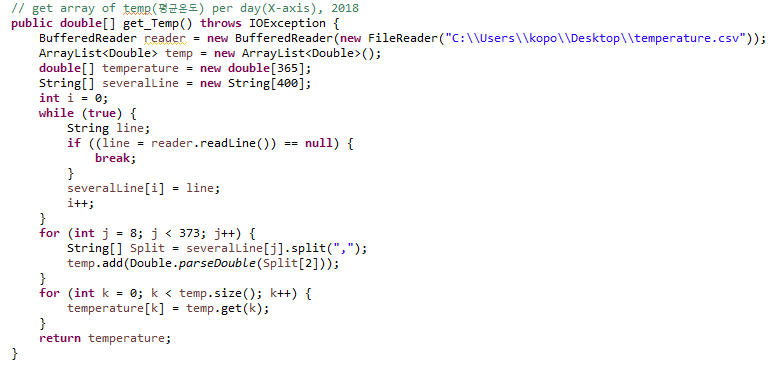 // get array of temp(평균온도) per day(X-axis), 2018
public double[] get_Temp() throws IOException {
    BufferedReader reader = new BufferedReader(new FileReader("C:\\Users\\kopo\\Desktop\\temperature.csv"));
    ArrayList<Double> temp = new ArrayList<Double>();
    double[] temperature = new double[365];
    String[] severalLine = new String[400];
    int i = 0;
    while (true) {
        String line;
        if ((line = reader.readLine()) == null) {
            break;
        }
        severalLine[i] = line;
        i++;
    }
    for (int j = 8; j < 373; j++) {
        String[] Split = severalLine[j].split(",");
        temp.add(Double.parseDouble(Split[2]));
    }
    for (int k = 0; k < temp.size(); k++) {
        temperature[k] = temp.get(k);
    }
    return temperature;
}